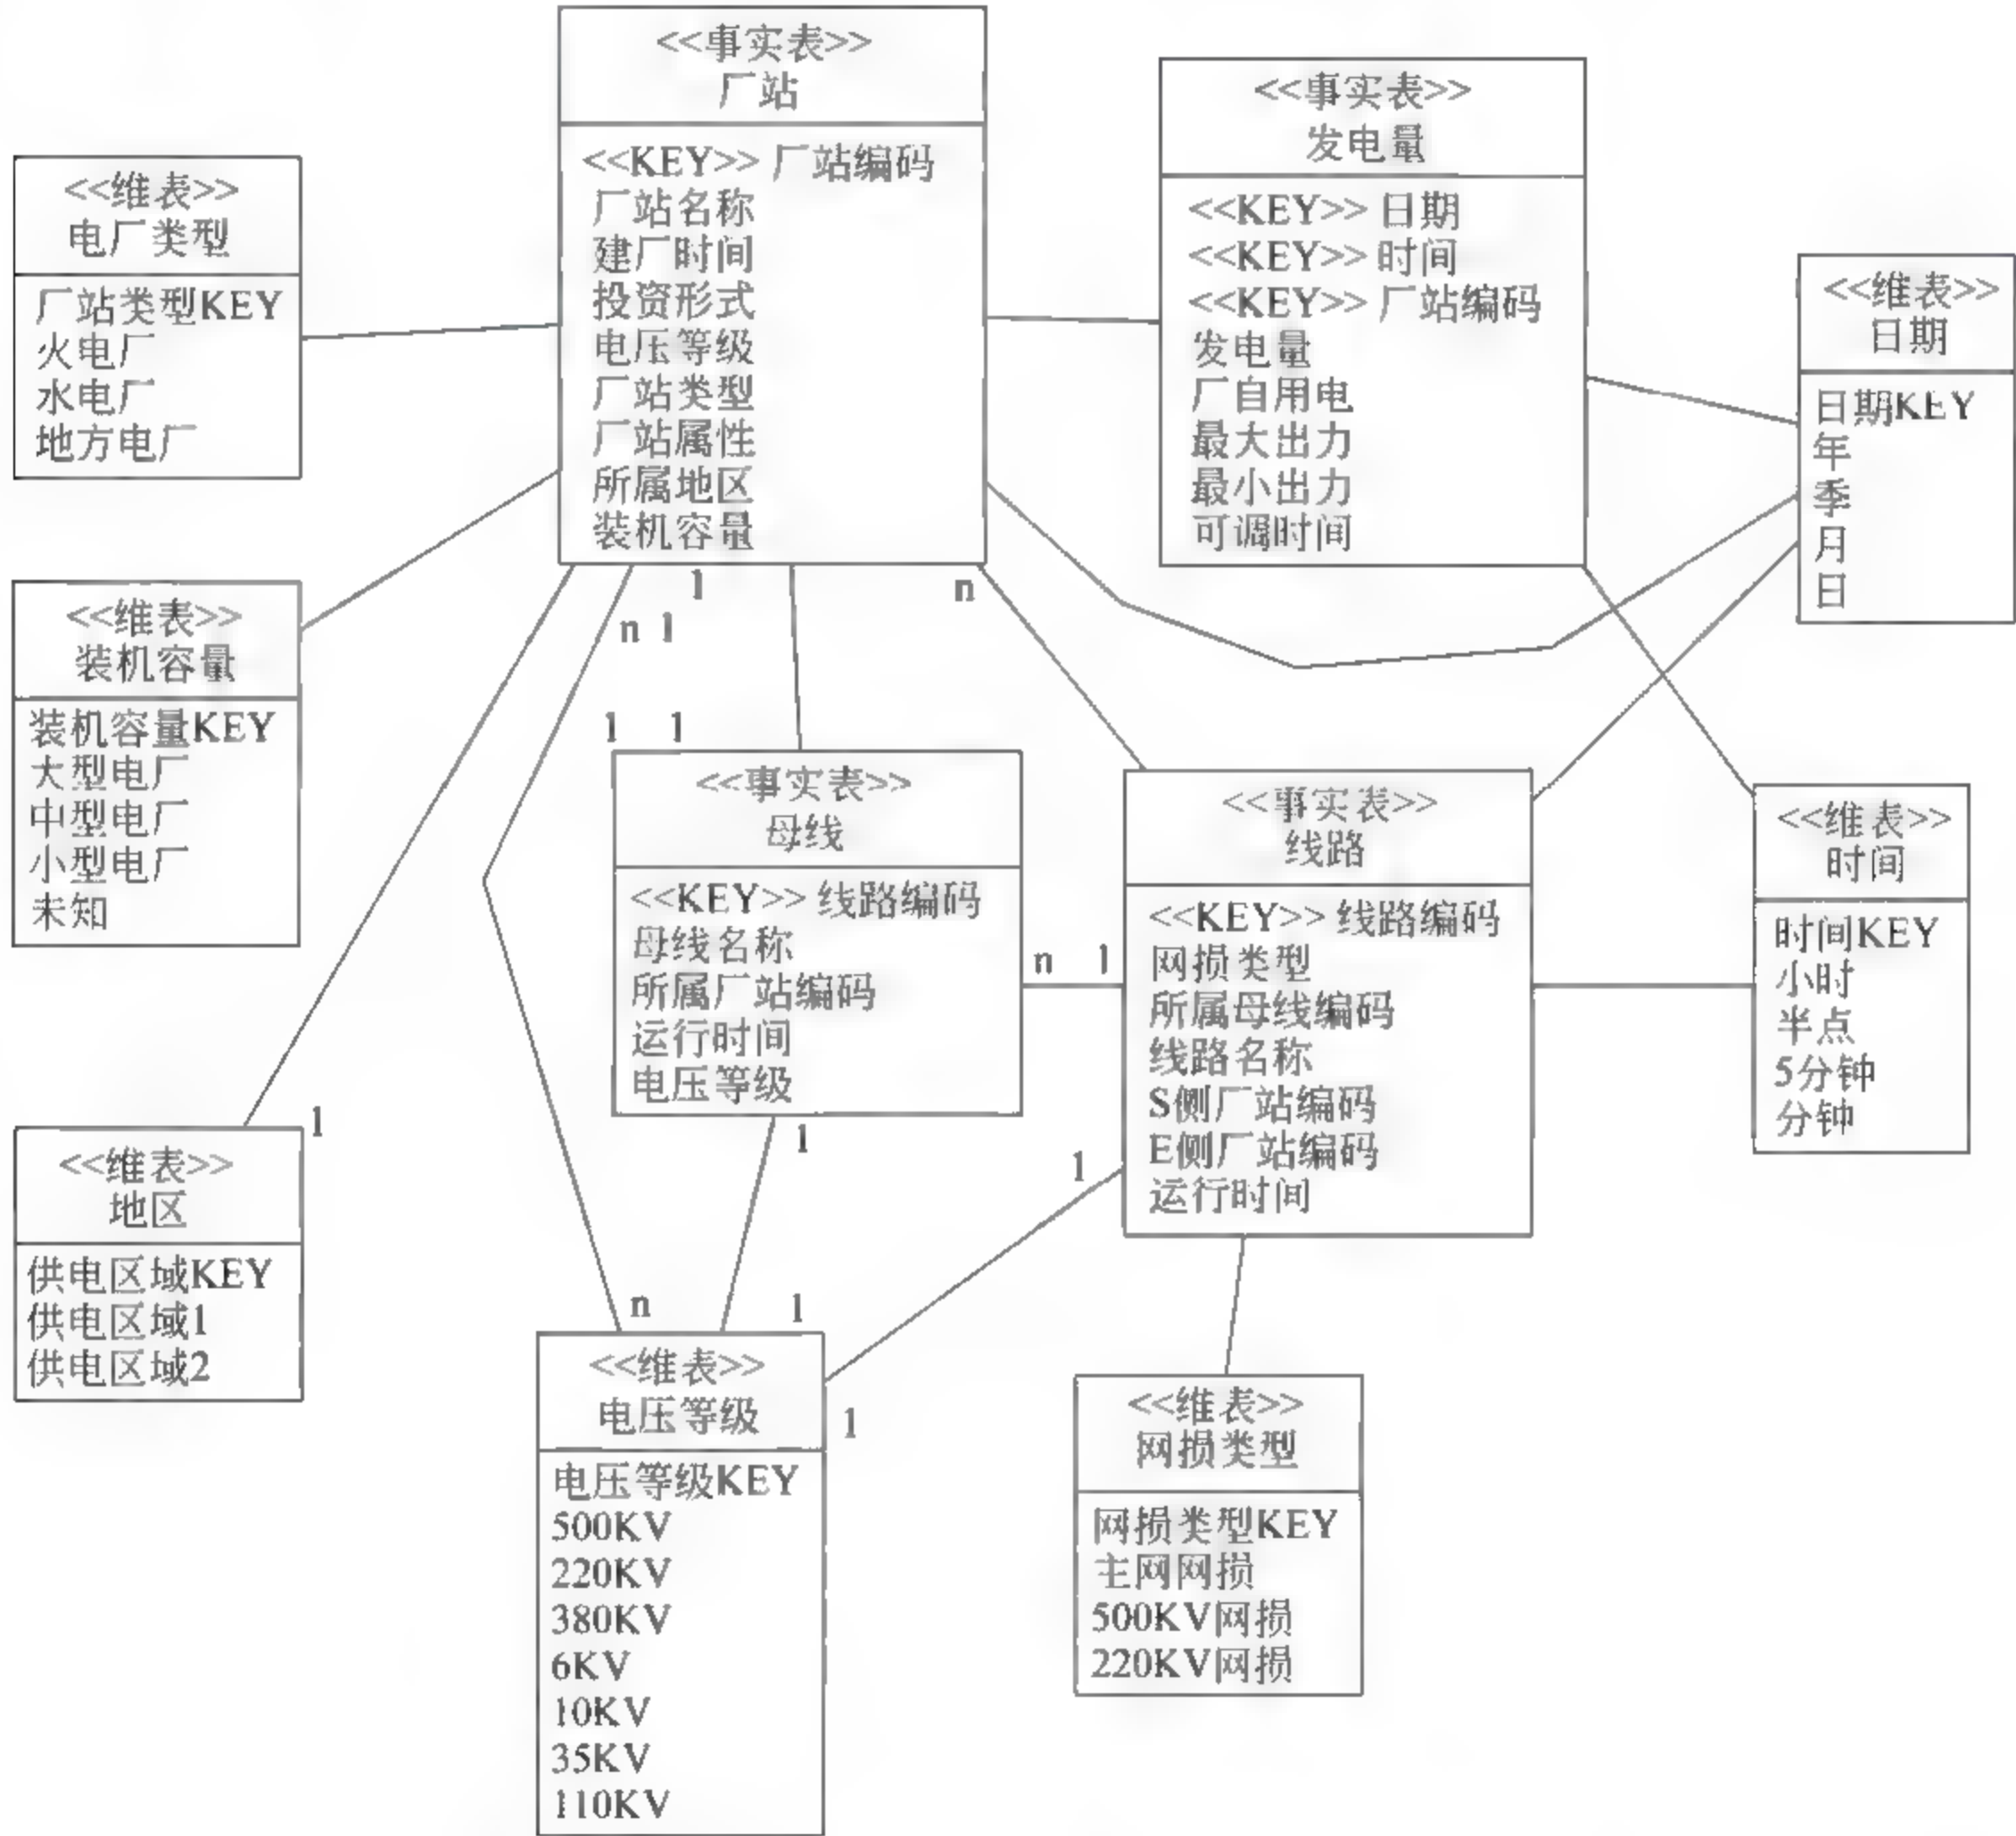 <<事实表>>
厂站
<<KEY>> 厂站编码
厂站名称
建厂时间
投资形式
电压等级
厂站类型
厂站属性
所属地区
装机容量
<<事实表>>
发电量
<<KEY>> 日期
<<KEY>> 时间
<<KEY>> 厂站编码
发电量
厂自用电
最大出力
最小出力
可调时间
<<维表>>
电厂类型
厂站类型KEY
火电厂
水电厂
地方电厂
<<维表>>
日期
日期KEY
年
季
月
日
<<维表>>
装机容量
装机容量KEY
大型电厂
中型电厂
小型电厂
未知
1
n
n 1
1 1
<<事实表>>
母线
<<KEY>> 线路编码
母线名称
所属厂站编码
运行时间
电压等级
n 1
<<事实表>>
线路
<<KEY>> 线路编码
网损类型
所属母线编码
线路名称
S侧厂站编码
E侧厂站编码
运行时间
<<维表>>
时间
时间KEY
小时
半点
5分钟
分钟
1
1
1
<<维表>>
地区
供电区域KEY
供电区域1
供电区域2
n
1
1
<<维表>>
电压等级
电压等级KEY
500KV
220KV
380KV
6KV
10KV
35KV
110KV
<<维表>>
网损类型
网损类型KEY
主网网损
500KV网损
220KV网损